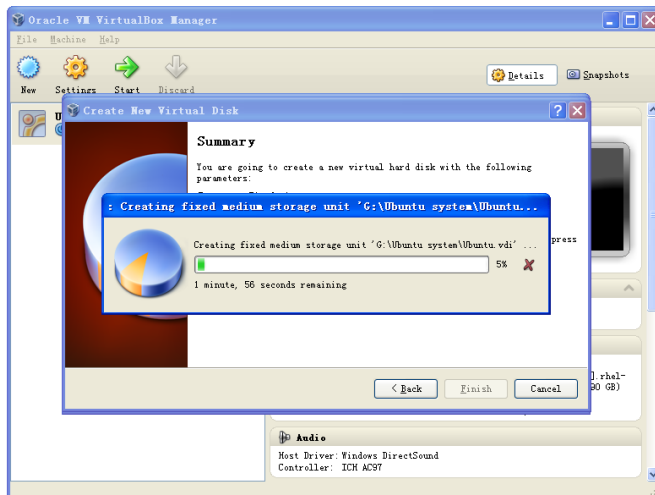 Oracle VM VirtualBox Manager
File Machine Help
New Settings Start Discard
Details Snapshots
U
Create New Virtual Disk
Summary
You are going to create a new virtual hard disk with the following
parameters:
: Creating fixed medium storage unit 'G:\Ubuntu system\Ubuntu...
Creating fixed medium storage unit 'G:\Ubuntu system\Ubuntu.vdi' ...
5%
1 minute, 56 seconds remaining
press
].rhel-
90 GB)
< Back Finish Cancel
Audio
Host Driver: Windows DirectSound
Controller: ICH AC97